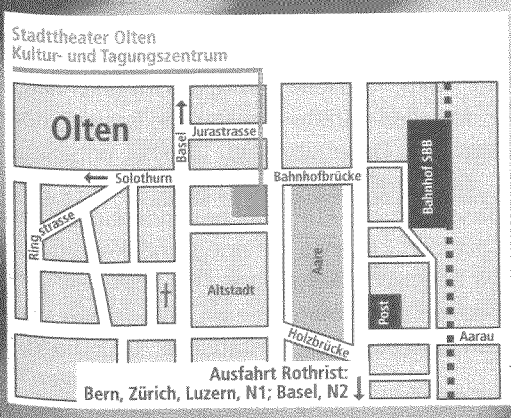 Stadttheater Olten
Kultur- und Tagungszentrum
Olten
Basel
Jurastrasse
Solothurn
Bahnhofbrücke
Bahnhof SBB
Ringstrasse
Aare
Altstadt
Post
Holzbrücke
Aarau
Ausfahrt Rothrist:
Bern, Zürich, Luzern, N1; Basel, N2